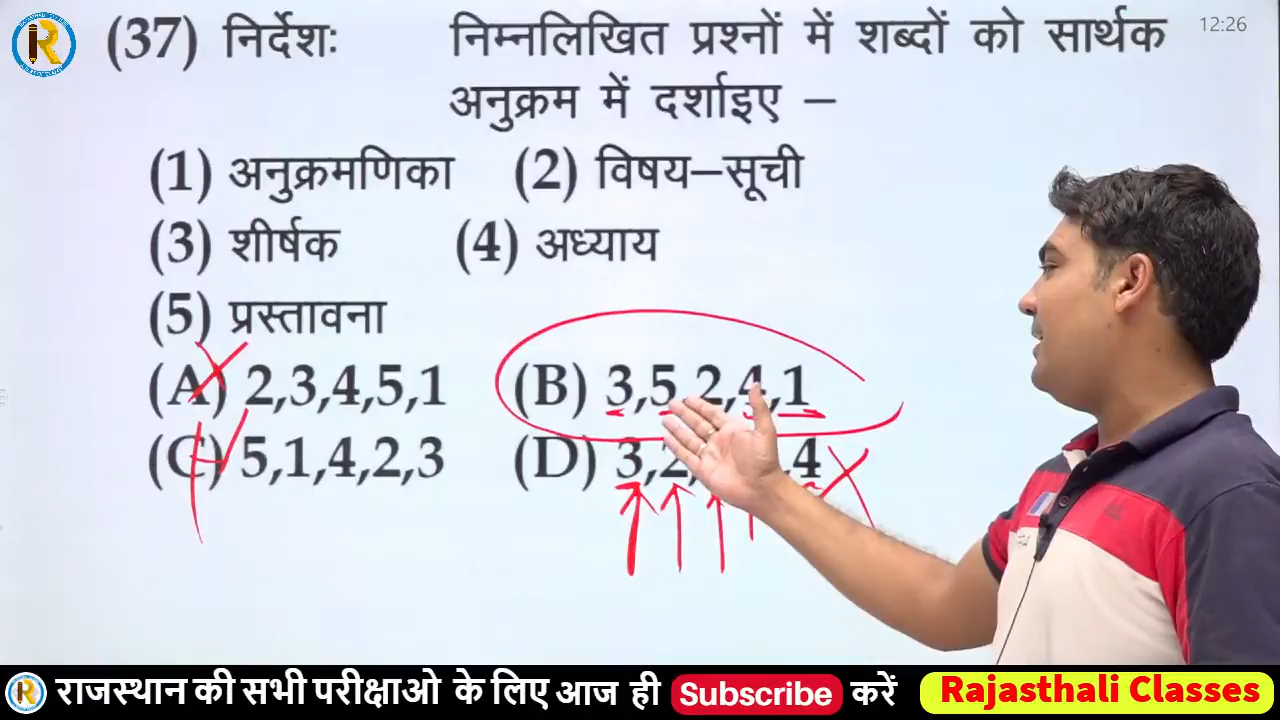 (37) निर्देशः निम्नलिखित प्रश्नों में शब्दों को सार्थक
12:26
अनुक्रम में दर्शाइए –
(1) अनुक्रमणिका (2) विषय–सूची
(3) शीर्षक (4) अध्याय
(5) प्रस्तावना
(A) 2,3,4,5,1 (B) 3,5,2,4,1
(C) 5,1,4,2,3 (D) 3,2, ,4
राजस्थान की सभी परीक्षाओ के लिए आज ही Subscribe करें Rajasthali Classes